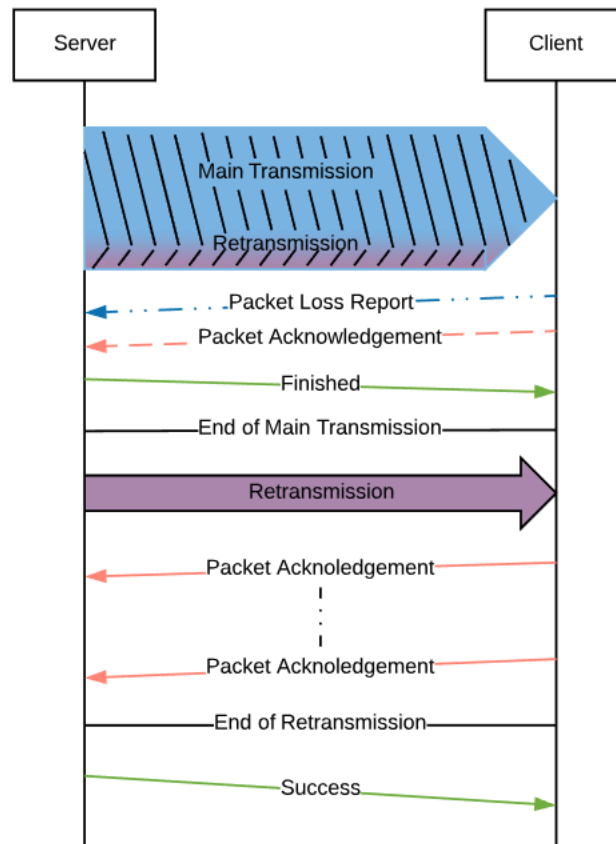 Server
Client
Main Transmission
Retransmission
Packet Loss Report
Packet Acknowledgement
Finished
End of Main Transmission
Retransmission
Packet Acknoledgement
Packet Acknoledgement
End of Retransmission
Success